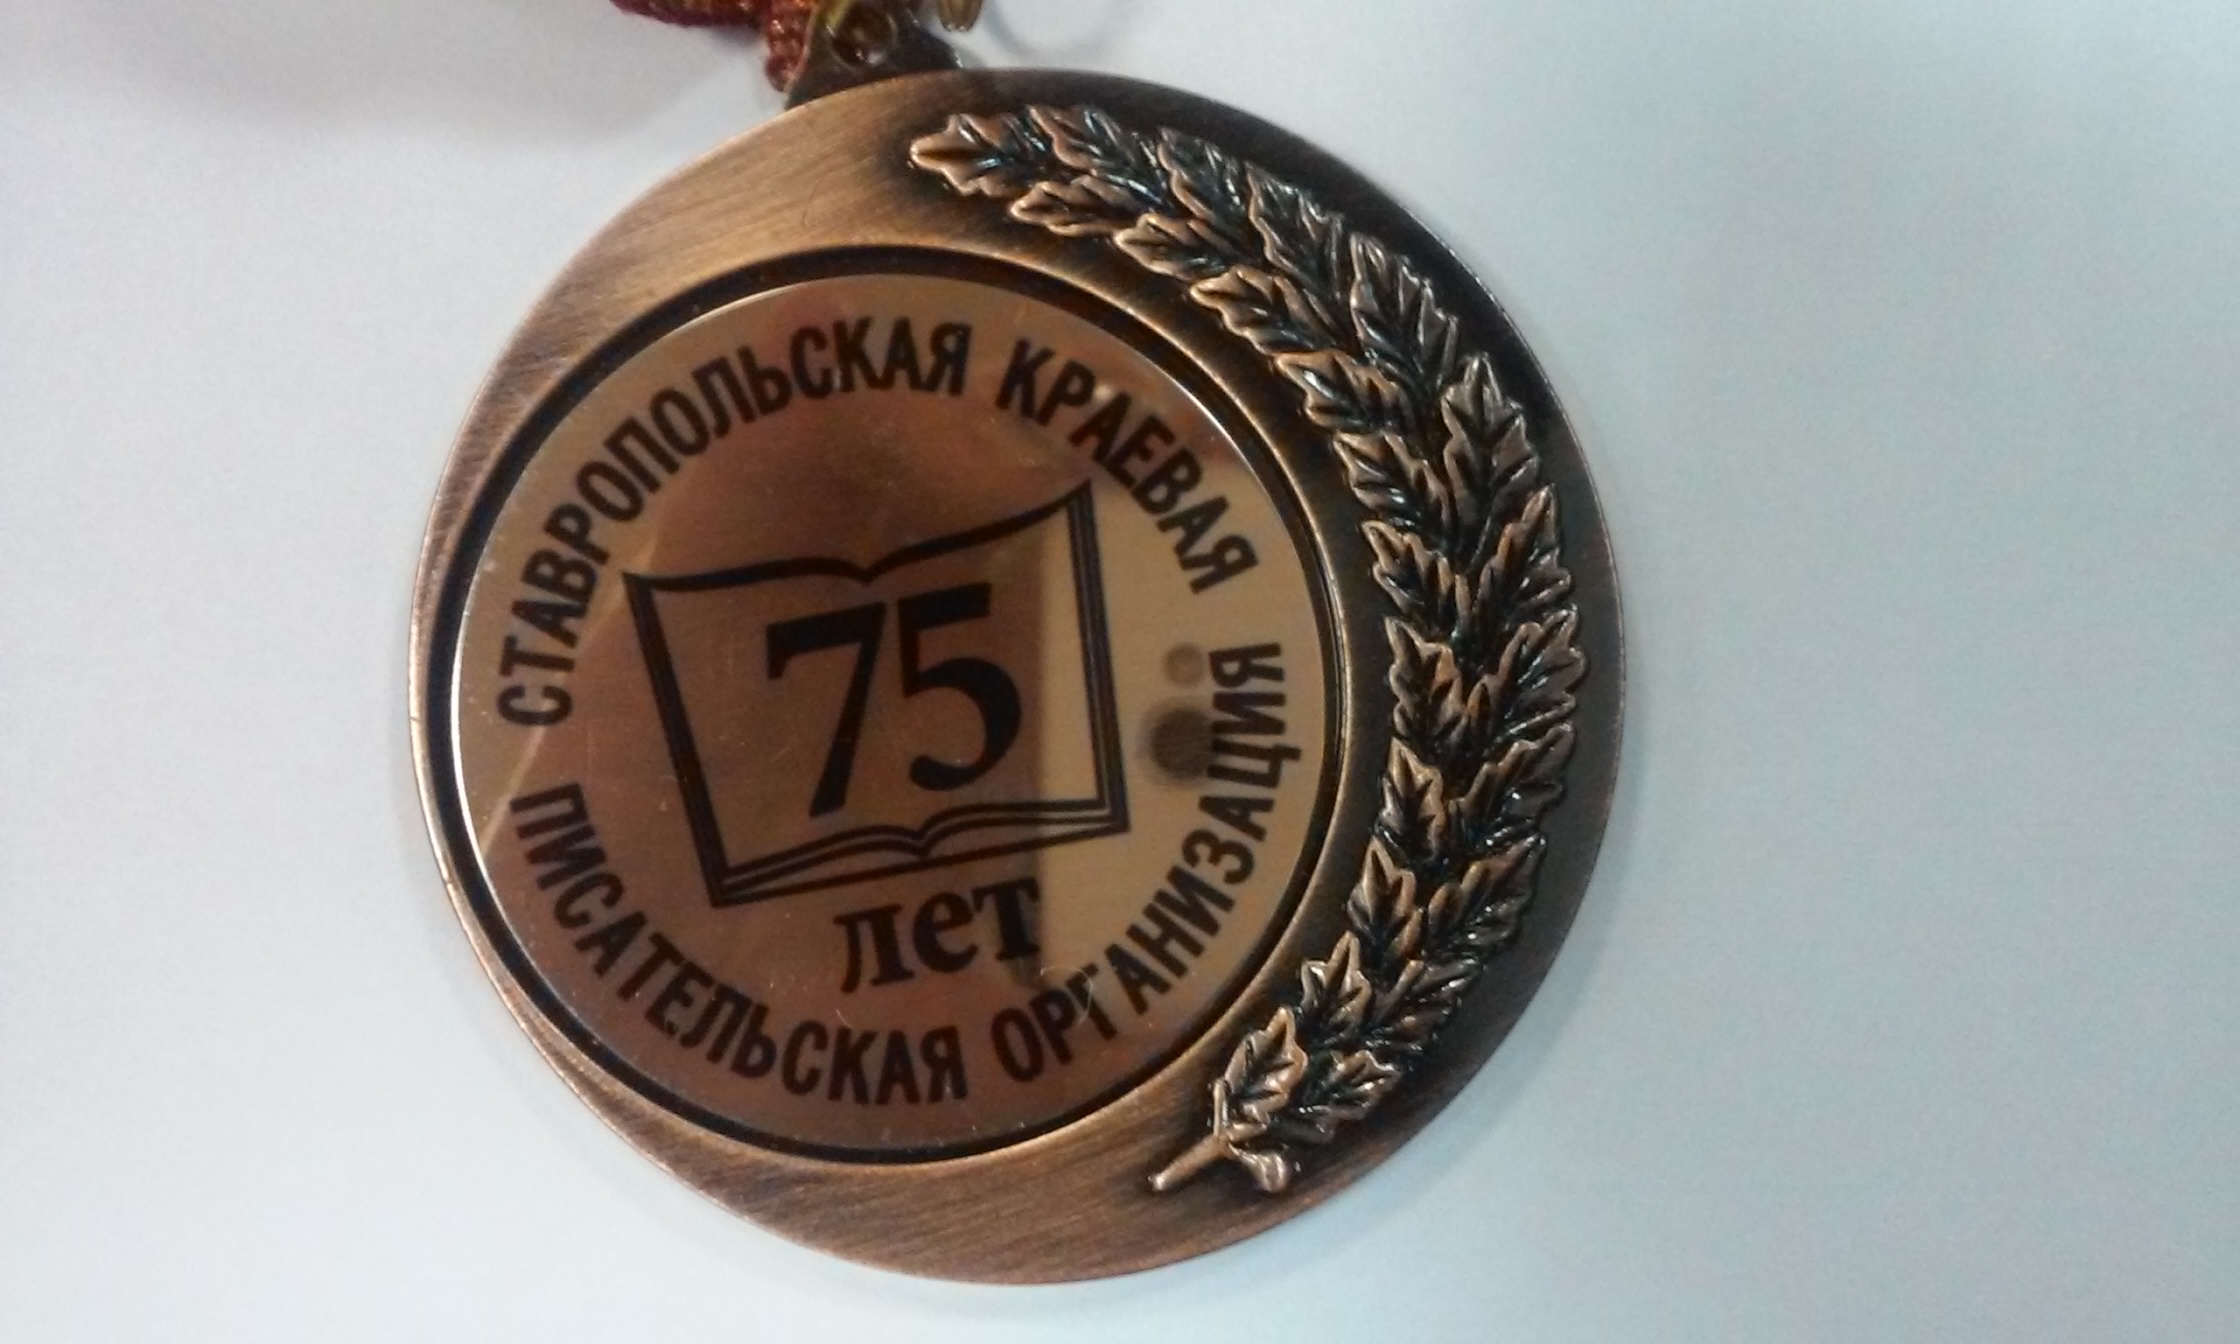 СТАВРОПОЛЬСКАЯ КРАЕВАЯ
75
лет
ПИСАТЕЛЬСКАЯ ОРГАНИЗАЦИЯ